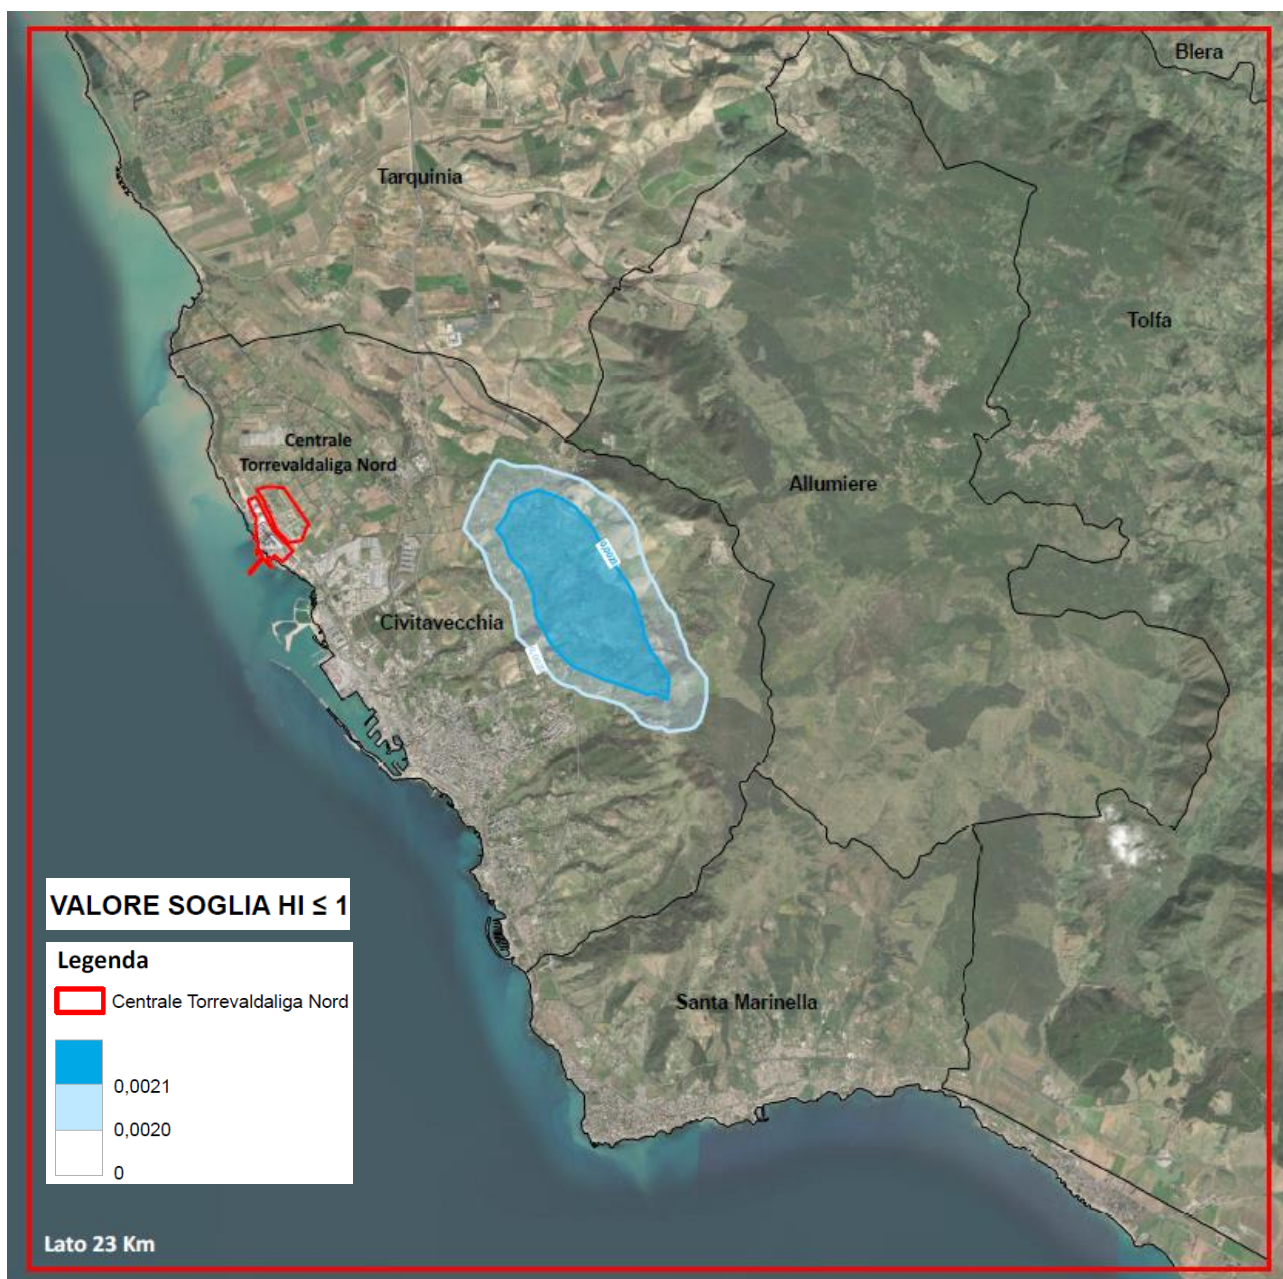 Blera
Tarquinia
Tolfa
Centrale
Torrevaldaliga Nord
Allumiere
Civitavecchia
VALORE SOGLIA HI ≤ 1
Legenda
Centrale Torrevaldaliga Nord
0,0021
0,0020
0
Santa Marinella
Lato 23 Km